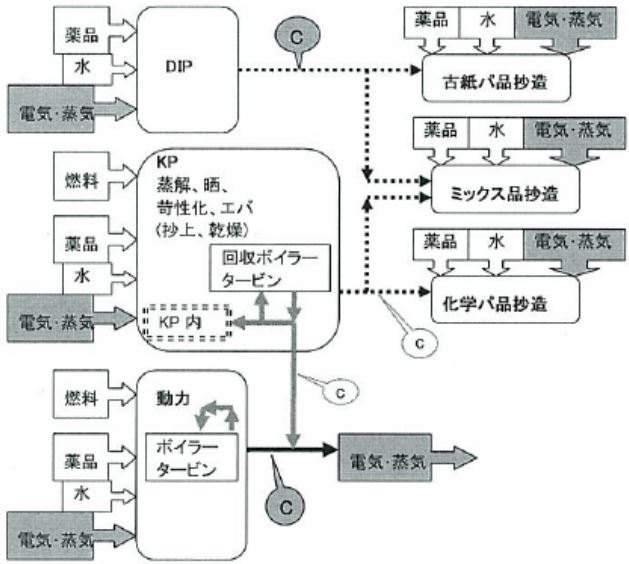 薬品
水
電気・蒸気
DIP
C
薬品
水
電気・蒸気
古紙パ品抄造
燃料
薬品
水
電気・蒸気
KP
蒸解、晒、
苛性化、エバ
(抄上、乾燥)
回収ボイラー
タービン
KP 内
薬品
水
電気・蒸気
ミックス品抄造
薬品
水
電気・蒸気
化学パ品抄造
C
C
燃料
薬品
水
電気・蒸気
動力
ボイラー
タービン
C
電気・蒸気